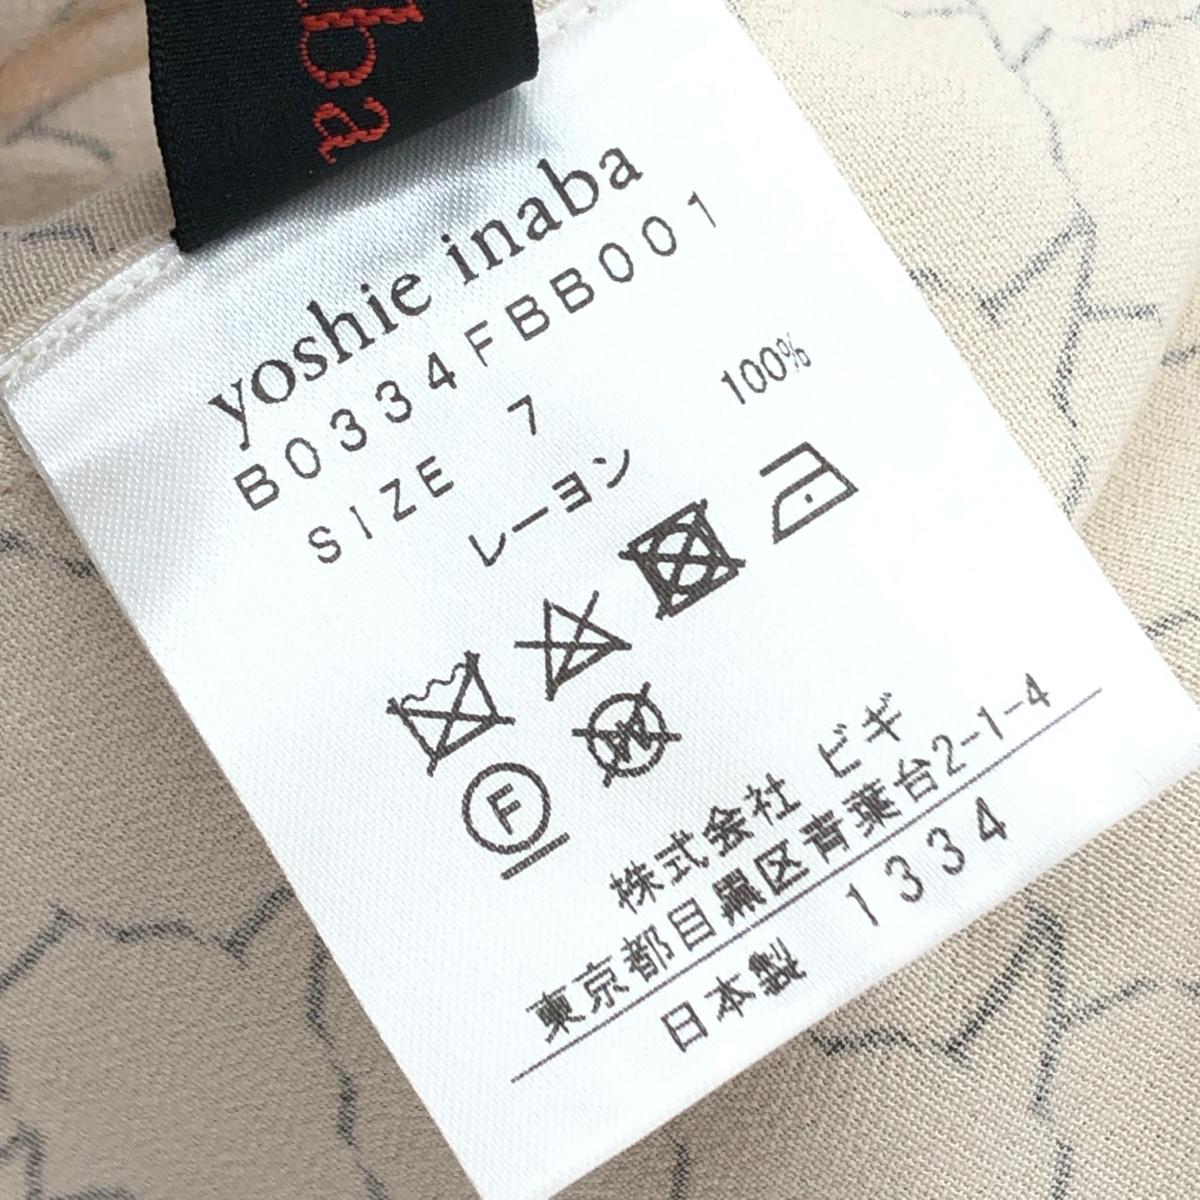 ba
yoshie inaba
B0334FBB001
SIZE 7
レーヨン 100%
F
W
株式会社 ビギ
東京都目黒区青葉台2-1-4
日本製 1334